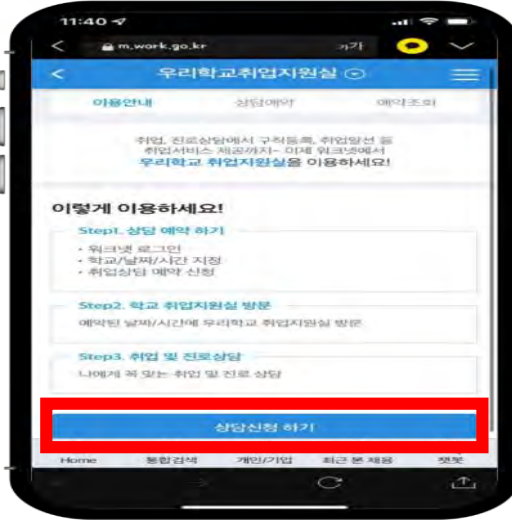 11:40
m.work.go.kr
가가
우리학교취업지원실
이용안내 상담예약 예약조회
취업, 진로상담에서 구직등록, 취업알선 등
취업서비스 제공까지~ 이제 워크넷에서
우리학교 취업지원실을 이용하세요!
이렇게 이용하세요!
Step1. 상담 예약 하기
· 워크넷 로그인
· 학교/날짜/시간 지정
· 취업상담 예약 신청
Step2. 학교 취업지원실 방문
예약된 날짜/시간에 우리학교 취업지원실 방문
Step3. 취업 및 진로상담
나에게 꼭 맞는 취업 및 진로 상담
상담신청 하기
Home 통합검색 개인/기업 최근 본 채용 챗봇